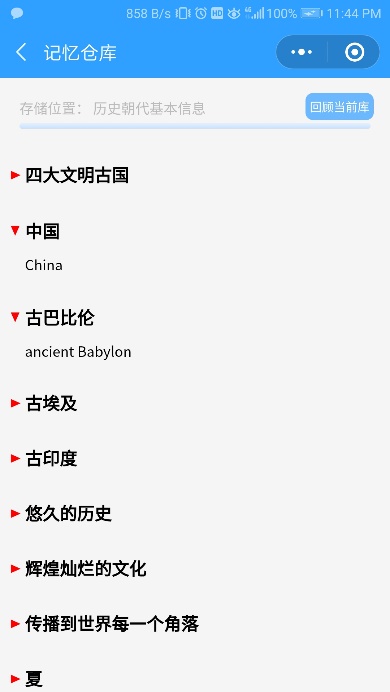 858 B/s HD 4G 100% 11:44 PM
记忆仓库
存储位置： 历史朝代基本信息
回顾当前库
四大文明古国
中国
China
古巴比伦
ancient Babylon
古埃及
古印度
悠久的历史
辉煌灿烂的文化
传播到世界每一个角落
夏